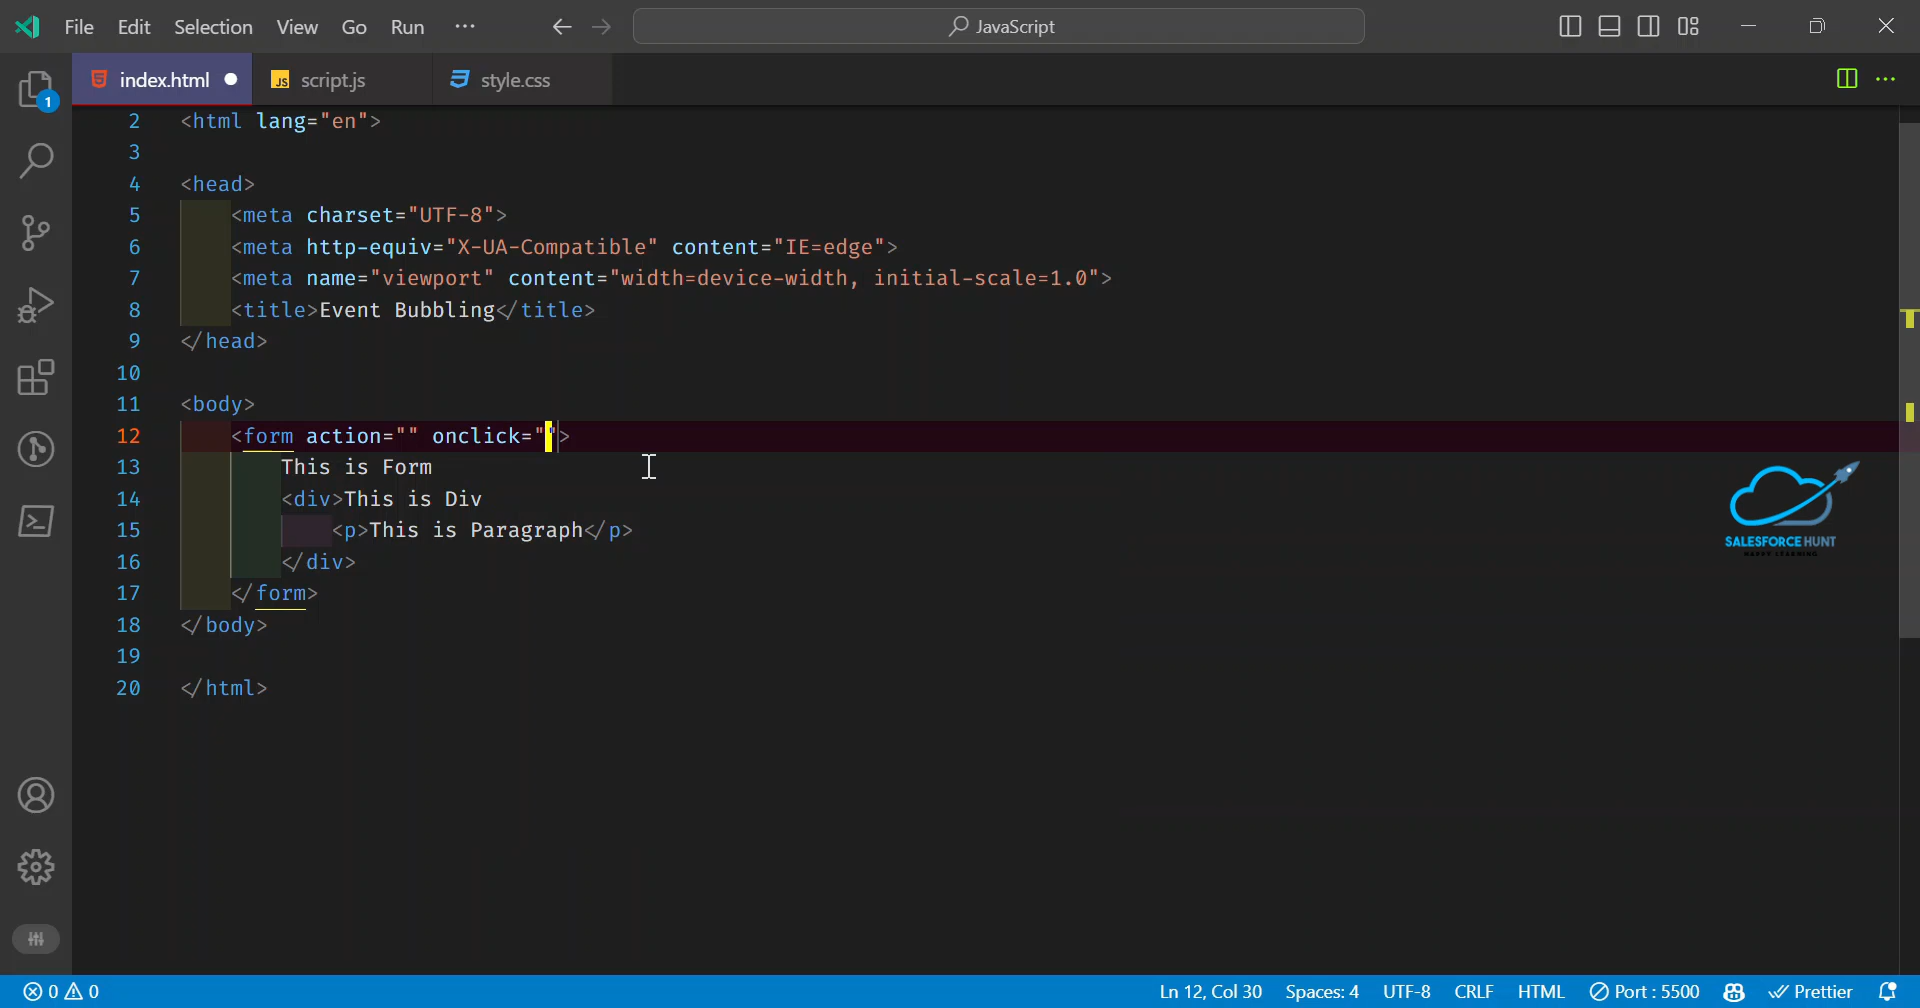 File Edit Selection View Go Run ··· JavaScript
index.html script.js style.css
1
2 <html lang="en">
3
4 <head>
5 <meta charset="UTF-8">
6 <meta http-equiv="X-UA-Compatible" content="IE=edge">
7 <meta name="viewport" content="width=device-width, initial-scale=1.0">
8 <title>Event Bubbling</title>
9 </head>
10
11 <body>
12 <form action="" onclick="">
13 This is Form
14 <div>This is Div
15 <p>This is Paragraph</p>
16 </div>
17 </form>
18 </body>
19
20 </html>
SALESFORCE HUNT
HAPPY LEARNING
0 0 Ln 12, Col 30 Spaces: 4 UTF-8 CRLF HTML Port : 5500 Prettier